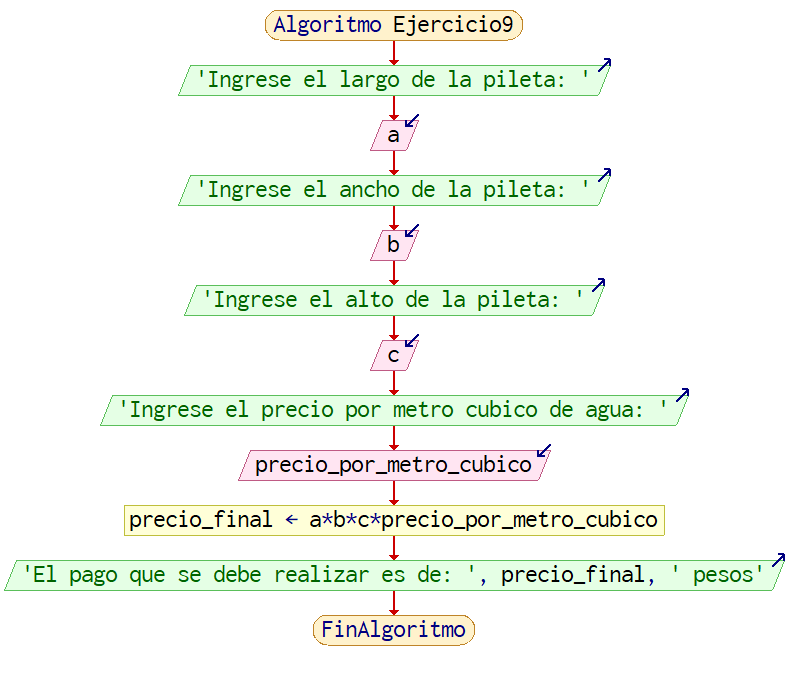 Algoritmo Ejercicio9
'Ingrese el largo de la pileta: '
a
'Ingrese el ancho de la pileta: '
b
'Ingrese el alto de la pileta: '
c
'Ingrese el precio por metro cubico de agua: '
precio_por_metro_cubico
precio_final ← a*b*c*precio_por_metro_cubico
'El pago que se debe realizar es de: ', precio_final, ' pesos'
FinAlgoritmo